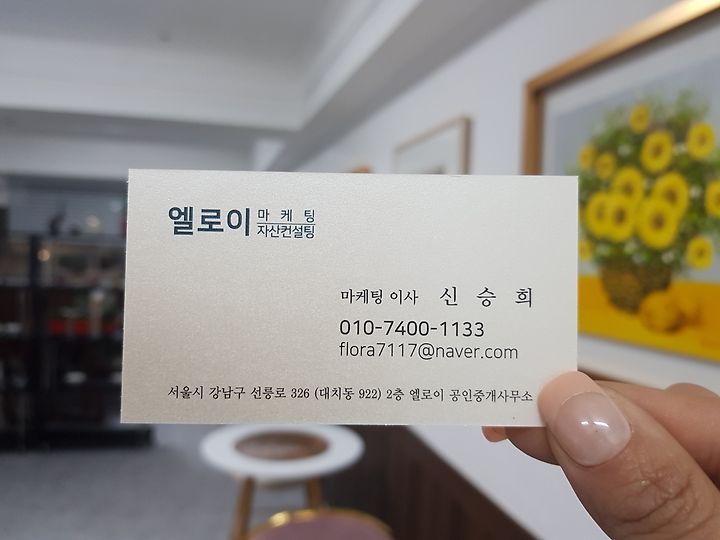 엘로이 마케팅
자산컨설팅
마케팅 이사 신승희
010-7400-1133
flora7117@naver.com
서울시 강남구 선릉로 326 (대치동 922) 2층 엘로이 공인중개사무소